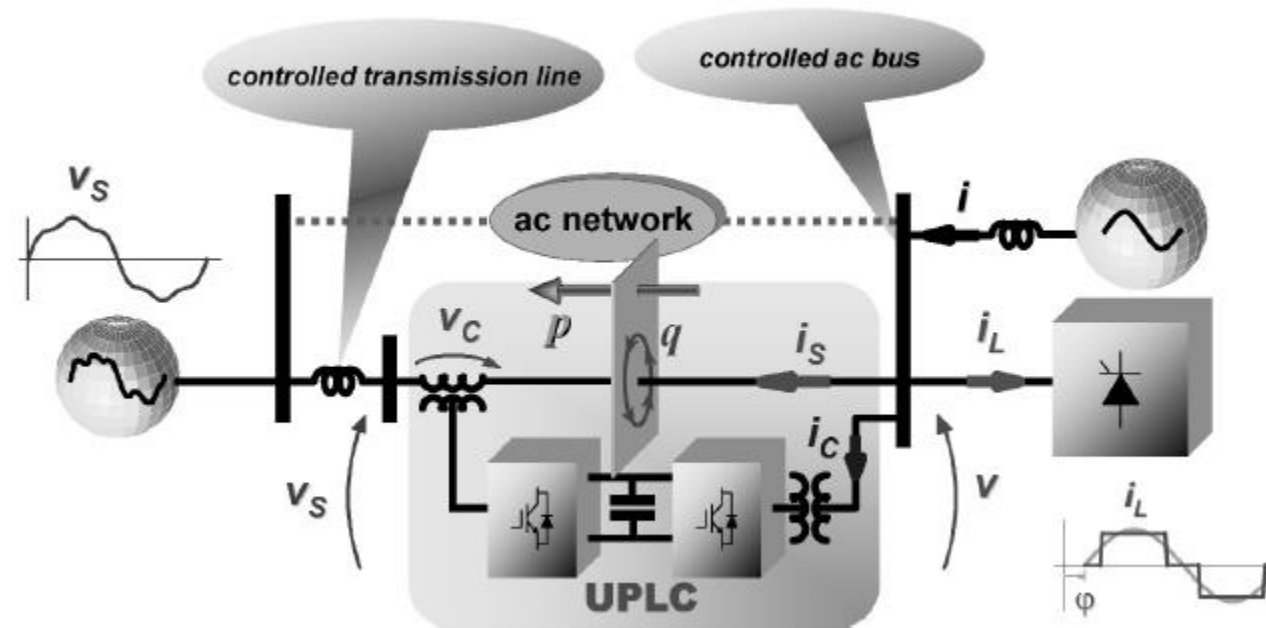 controlled transmission line
controlled ac bus
v_S
ac network
i
v_C
p
q
i_S
i_L
i_C
v_S
v
i_L
UPLC
φ